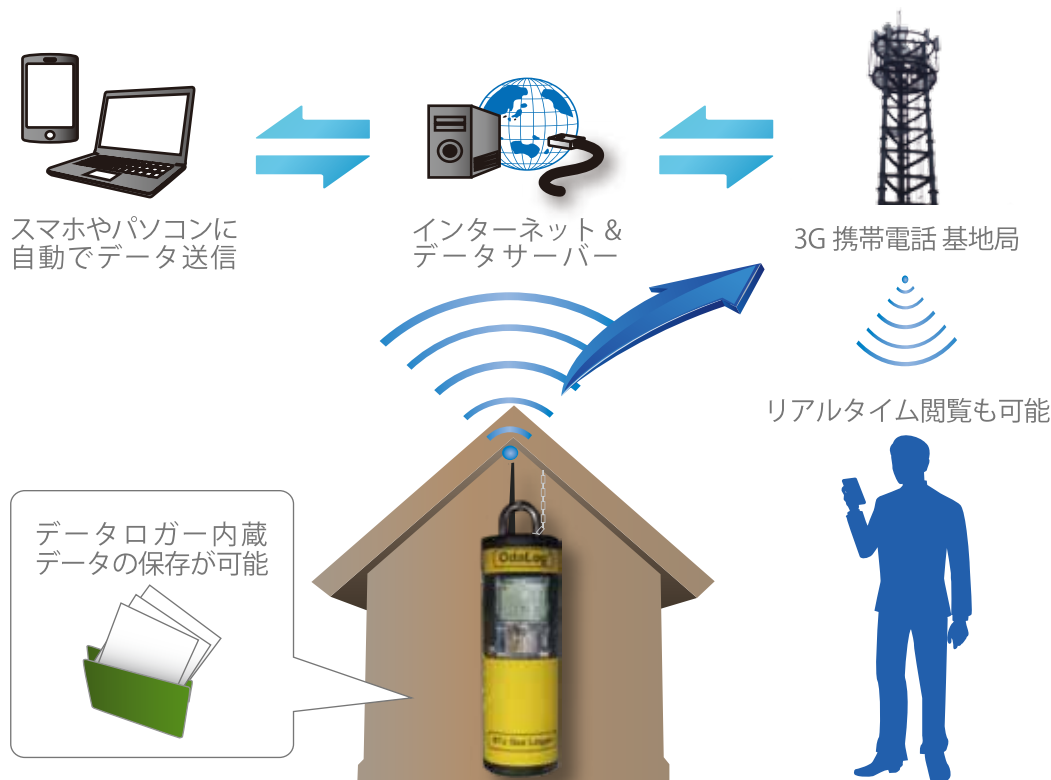 スマホやパソコンに
自動でデータ送信
インターネット &
データサーバー
3G 携帯電話 基地局
リアルタイム閲覧も可能
データロガー内蔵
データの保存が可能
OdaLog
RTU Gas Logger